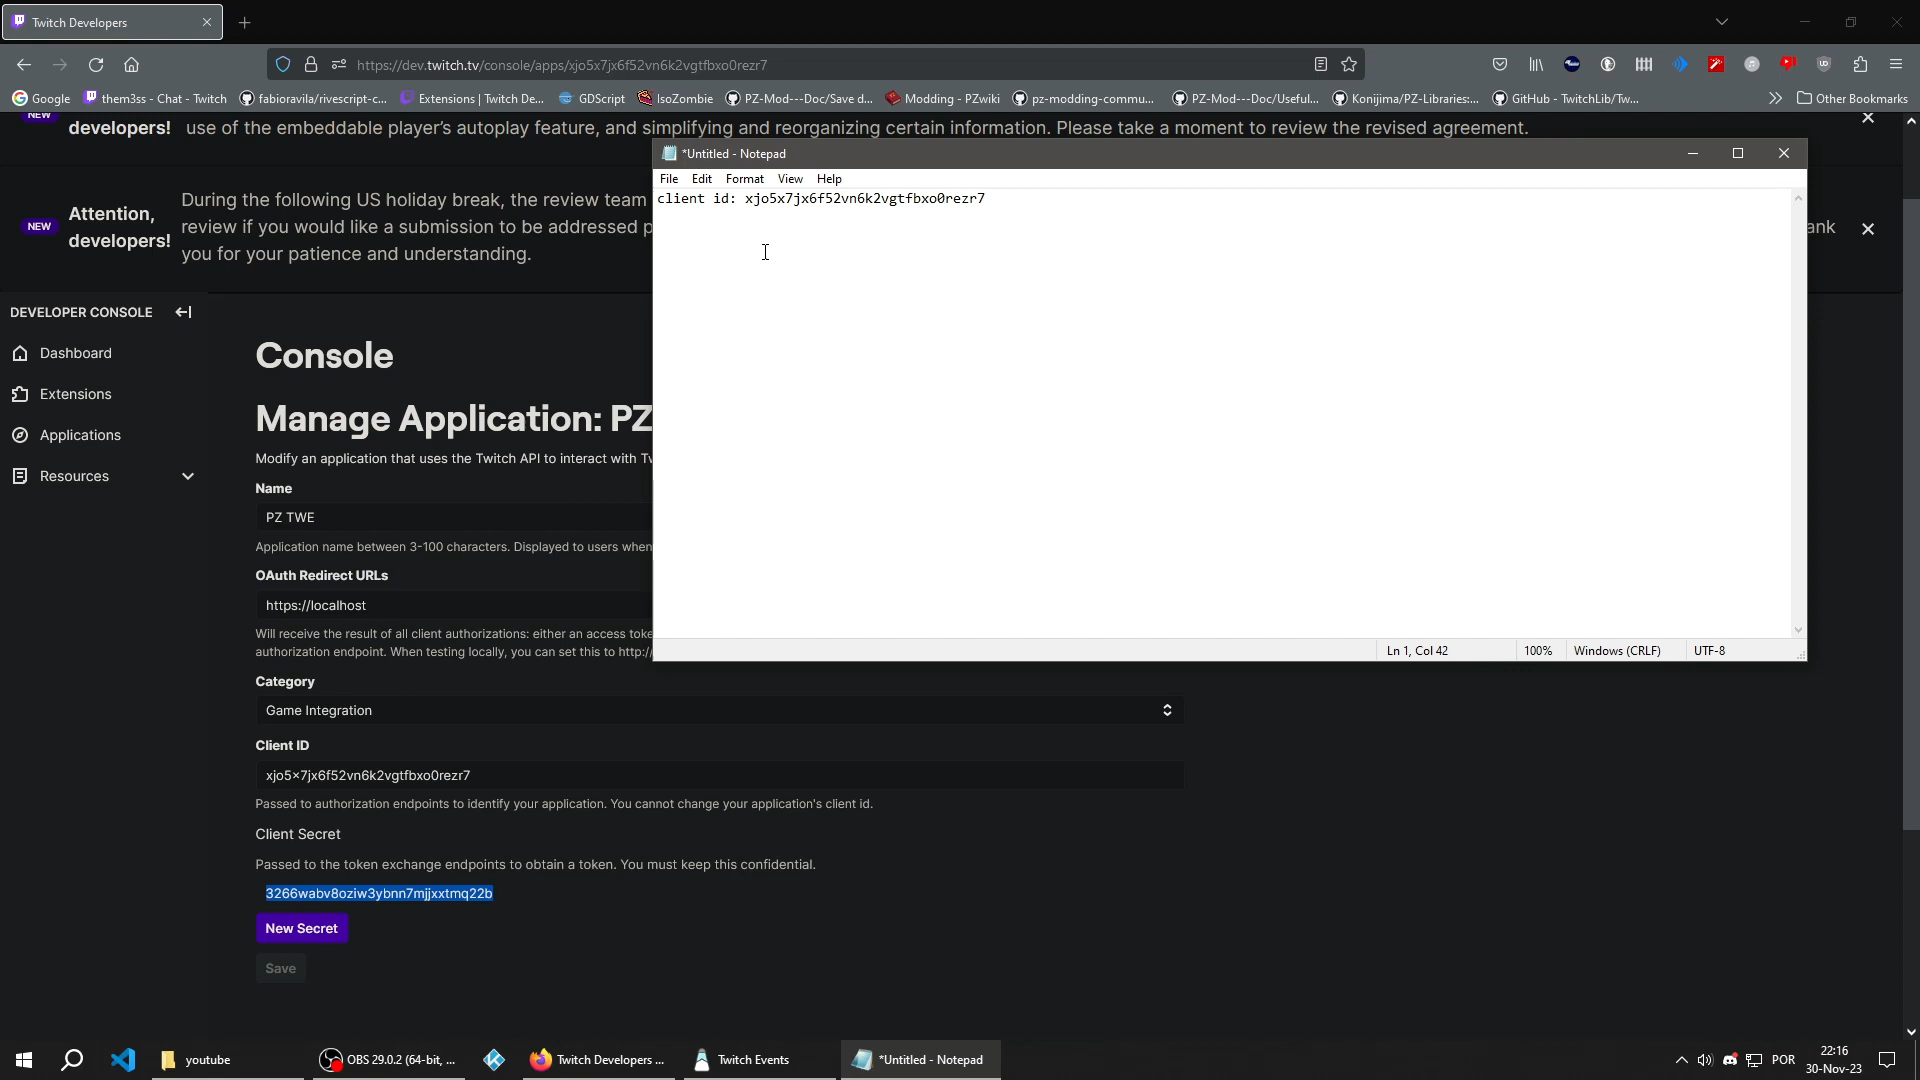 Twitch Developers
https://dev.twitch.tv/console/apps/xjo5x7jx6f52vn6k2vgtfbxo0rezr7
Google them3ss - Chat - Twitch fabioravila/rivescript-c... Extensions | Twitch De... GDScript IsoZombie PZ-Mod---Doc/Save d... Modding - PZwiki pz-modding-commu... PZ-Mod---Doc/Useful... Konijima/PZ-Libraries:... GitHub - TwitchLib/Tw... Other Bookmarks
NEW developers! use of the embeddable player's autoplay feature, and simplifying and reorganizing certain information. Please take a moment to review the revised agreement.
*Untitled - Notepad
File Edit Format View Help
client id: xjo5x7jx6f52vn6k2vgtfbxo0rezr7
Ln 1, Col 42 100% Windows (CRLF) UTF-8
NEW
Attention,
developers!
During the following US holiday break, the review team
review if you would like a submission to be addressed p
ank
you for your patience and understanding.
DEVELOPER CONSOLE
Dashboard
Extensions
Applications
Resources
Console
Manage Application: PZ
Modify an application that uses the Twitch API to interact with Tw
Name
PZ TWE
Application name between 3-100 characters. Displayed to users when
OAuth Redirect URLs
https://localhost
Will receive the result of all client authorizations: either an access toke
authorization endpoint. When testing locally, you can set this to http:/
Category
Game Integration
Client ID
xjo5x7jx6f52vn6k2vgtfbxo0rezr7
Passed to authorization endpoints to identify your application. You cannot change your application's client id.
Client Secret
Passed to the token exchange endpoints to obtain a token. You must keep this confidential.
3266wabv8oziw3ybnn7mjjxxtmq22b
New Secret
Save
youtube OBS 29.0.2 (64-bit, ... Twitch Developers ... Twitch Events *Untitled - Notepad POR 22:16
30-Nov-23